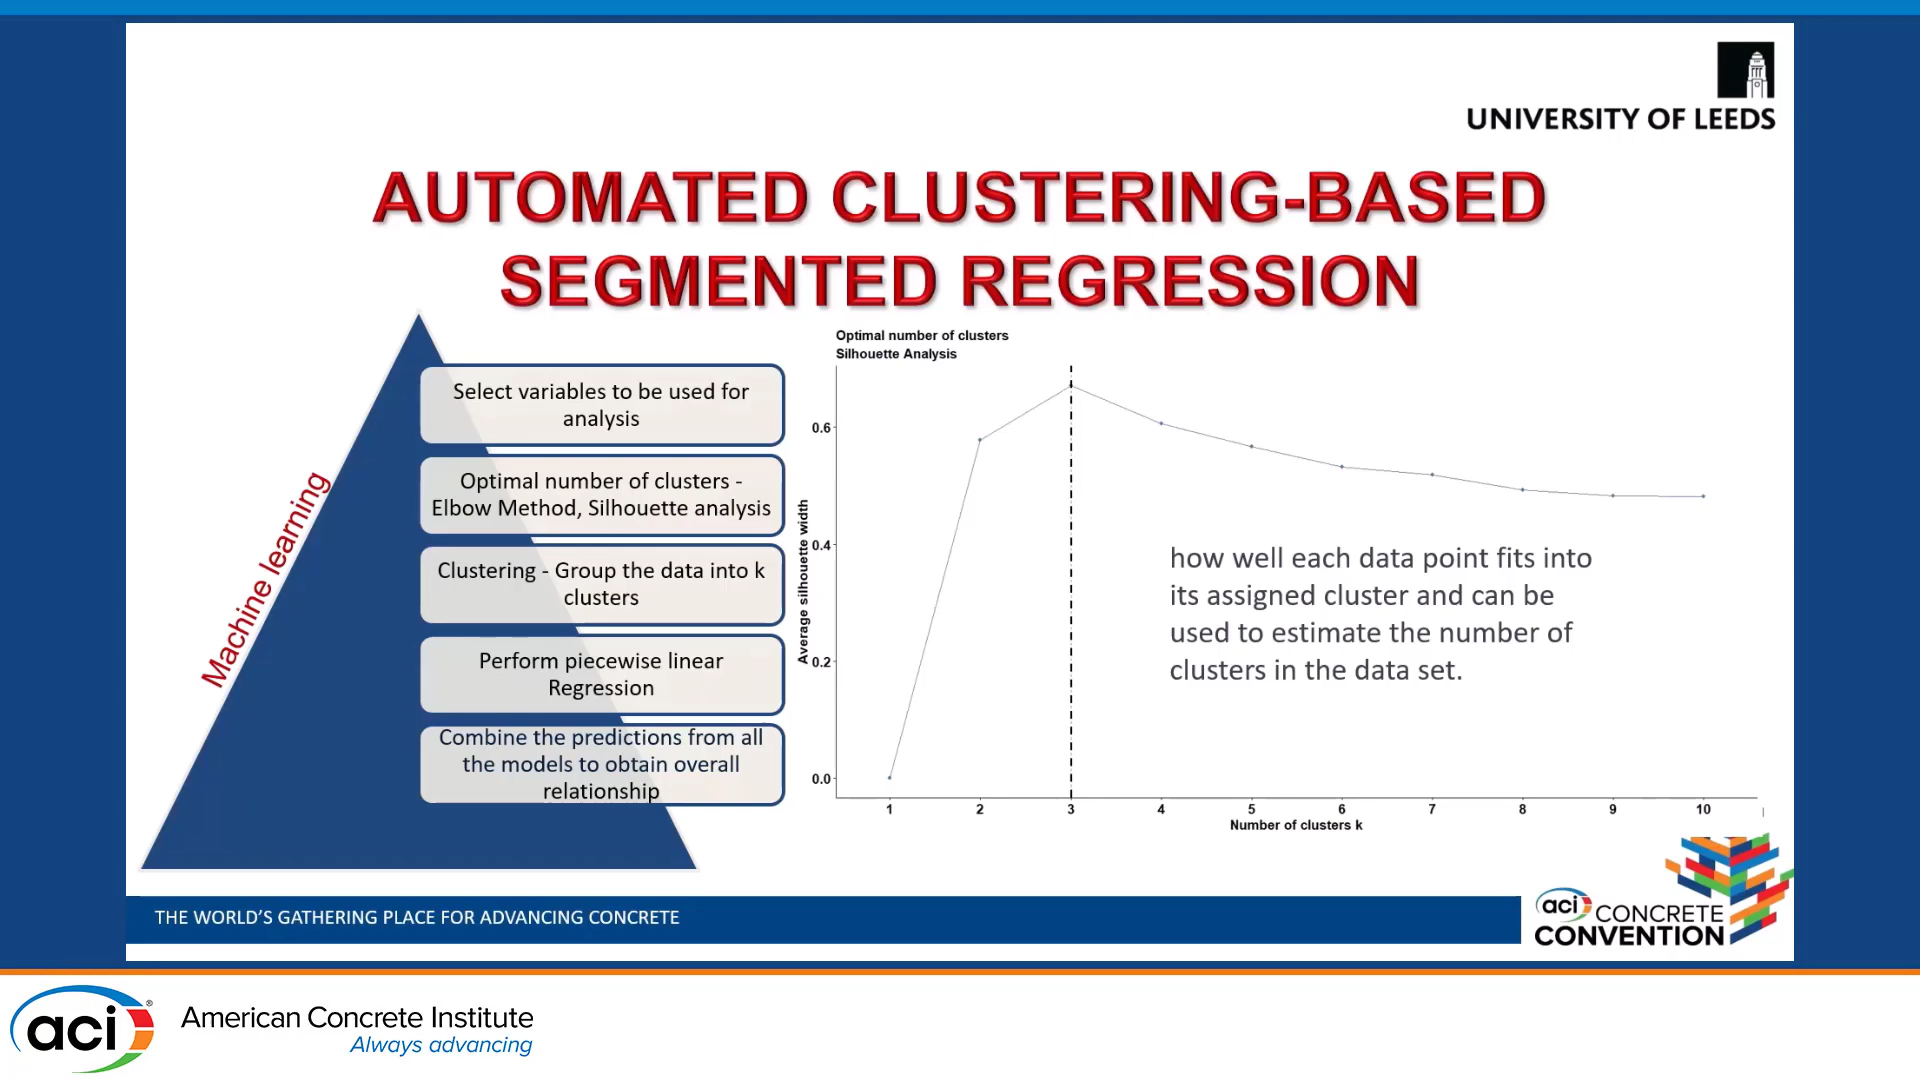 UNIVERSITY OF LEEDS
AUTOMATED CLUSTERING-BASED
SEGMENTED REGRESSION
Machine learning
Select variables to be used for
analysis
Optimal number of clusters -
Elbow Method, Silhouette analysis
Clustering - Group the data into k
clusters
Perform piecewise linear
Regression
Combine the predictions from all
the models to obtain overall
relationship
Optimal number of clusters
Silhouette Analysis
Average silhouette width
0.6
0.4
0.2
0.0
1 2 3 4 5 6 7 8 9 10
Number of clusters k
how well each data point fits into
its assigned cluster and can be
used to estimate the number of
clusters in the data set.
THE WORLD'S GATHERING PLACE FOR ADVANCING CONCRETE
aci CONCRETE
CONVENTION
aci®
American Concrete Institute
Always advancing